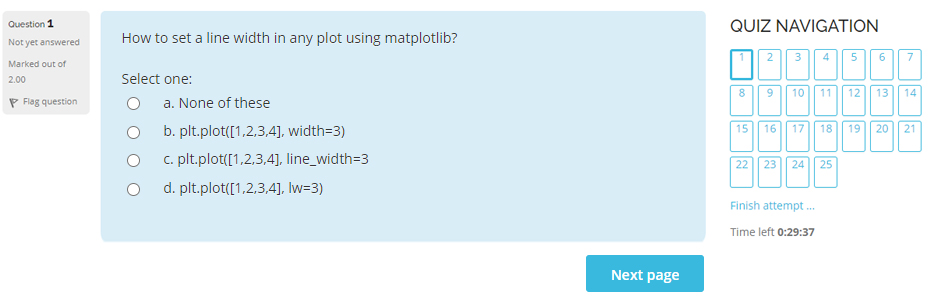 Question 1
Not yet answered
Marked out of
2.00
Flag question
How to set a line width in any plot using matplotlib?
Select one:
a. None of these
b. plt.plot([1,2,3,4], width=3)
c. plt.plot([1,2,3,4], line_width=3
d. plt.plot([1,2,3,4], lw=3)
Next page
QUIZ NAVIGATION
1 2 3 4 5 6 7
8 9 10 11 12 13 14
15 16 17 18 19 20 21
22 23 24 25
Finish attempt ...
Time left 0:29:37